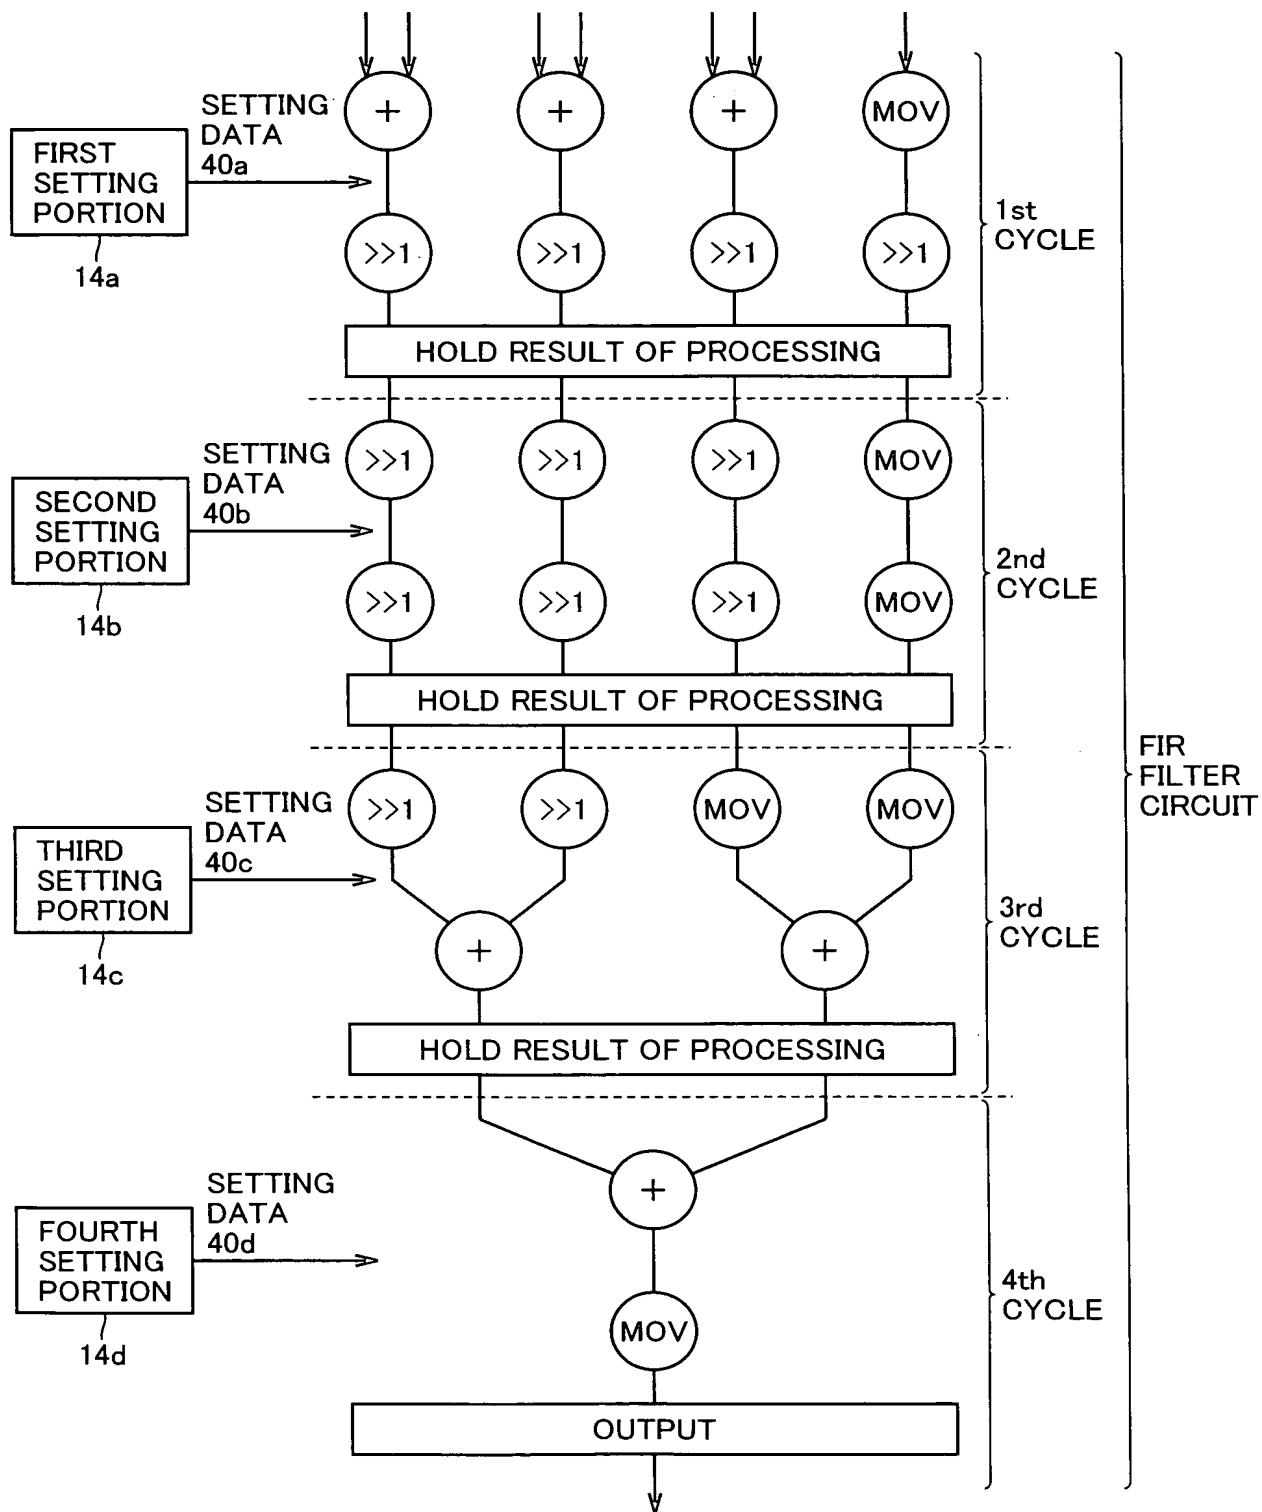 + + + MOV
SETTING
DATA
40a
FIRST
SETTING
PORTION
14a
>>1 >>1 >>1 >>1
1st
CYCLE
HOLD RESULT OF PROCESSING
>>1 >>1 >>1 MOV
SETTING
DATA
40b
SECOND
SETTING
PORTION
14b
>>1 >>1 >>1 MOV
2nd
CYCLE
HOLD RESULT OF PROCESSING
FIR
FILTER
CIRCUIT
>>1 >>1 MOV MOV
SETTING
DATA
40c
THIRD
SETTING
PORTION
14c
+ +
3rd
CYCLE
HOLD RESULT OF PROCESSING
+
SETTING
DATA
40d
FOURTH
SETTING
PORTION
14d
4th
CYCLE
MOV
OUTPUT